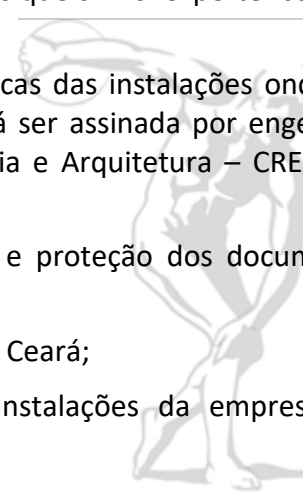 cas das instalações ond
á ser assinada por enge
ia e Arquitetura – CRE
e proteção dos docum
Ceará;
nstalações da empres